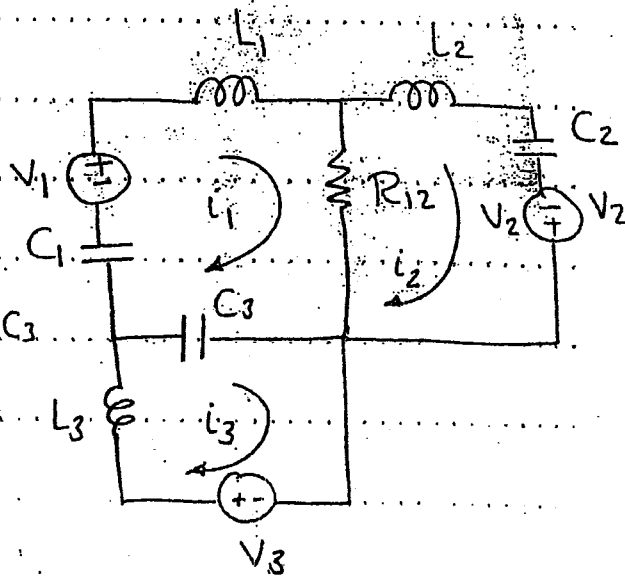 L1 L2
C2
V1 + - i1 R12 V2 - + V2
C1 i2
C3 C3
L3 i3
+ -
V3